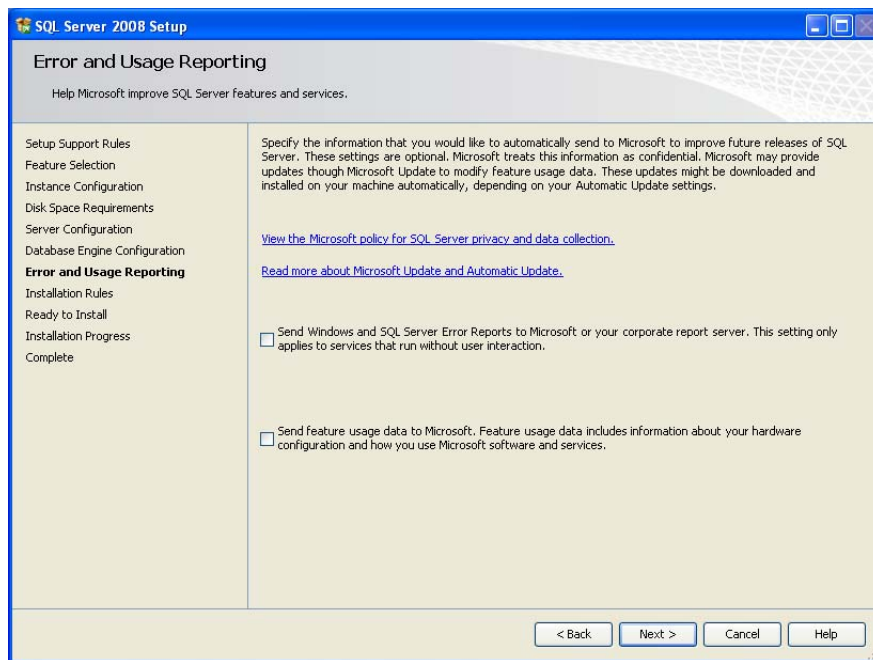 SQL Server 2008 Setup
Error and Usage Reporting
Help Microsoft improve SQL Server features and services.
Setup Support Rules
Feature Selection
Instance Configuration
Disk Space Requirements
Server Configuration
Database Engine Configuration
Error and Usage Reporting
Installation Rules
Ready to Install
Installation Progress
Complete
Specify the information that you would like to automatically send to Microsoft to improve future releases of SQL
Server. These settings are optional. Microsoft treats this information as confidential. Microsoft may provide
updates though Microsoft Update to modify feature usage data. These updates might be downloaded and
installed on your machine automatically, depending on your Automatic Update settings.
View the Microsoft policy for SQL Server privacy and data collection.
Read more about Microsoft Update and Automatic Update.
Send Windows and SQL Server Error Reports to Microsoft or your corporate report server. This setting only
applies to services that run without user interaction.
Send feature usage data to Microsoft. Feature usage data includes information about your hardware
configuration and how you use Microsoft software and services.
< Back
Next >
Cancel
Help